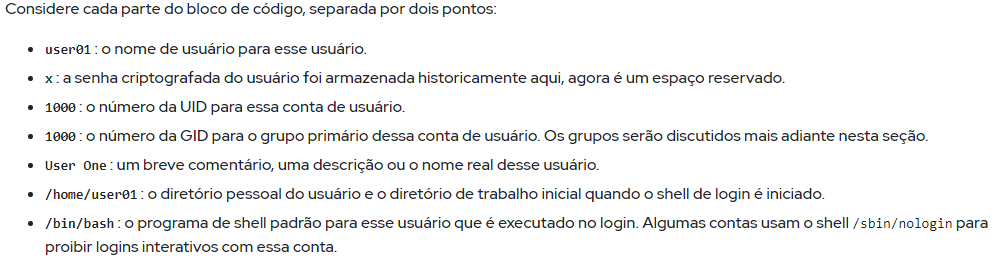 Considere cada parte do bloco de código, separada por dois pontos:
• user01 : o nome de usuário para esse usuário.
• x : a senha criptografada do usuário foi armazenada historicamente aqui, agora é um espaço reservado.
• 1000 : o número da UID para essa conta de usuário.
• 1000 : o número da GID para o grupo primário dessa conta de usuário. Os grupos serão discutidos mais adiante nesta seção.
• User One : um breve comentário, uma descrição ou o nome real desse usuário.
• /home/user01 : o diretório pessoal do usuário e o diretório de trabalho inicial quando o shell de login é iniciado.
• /bin/bash : o programa de shell padrão para esse usuário que é executado no login. Algumas contas usam o shell /sbin/nologin para
proibir logins interativos com essa conta.